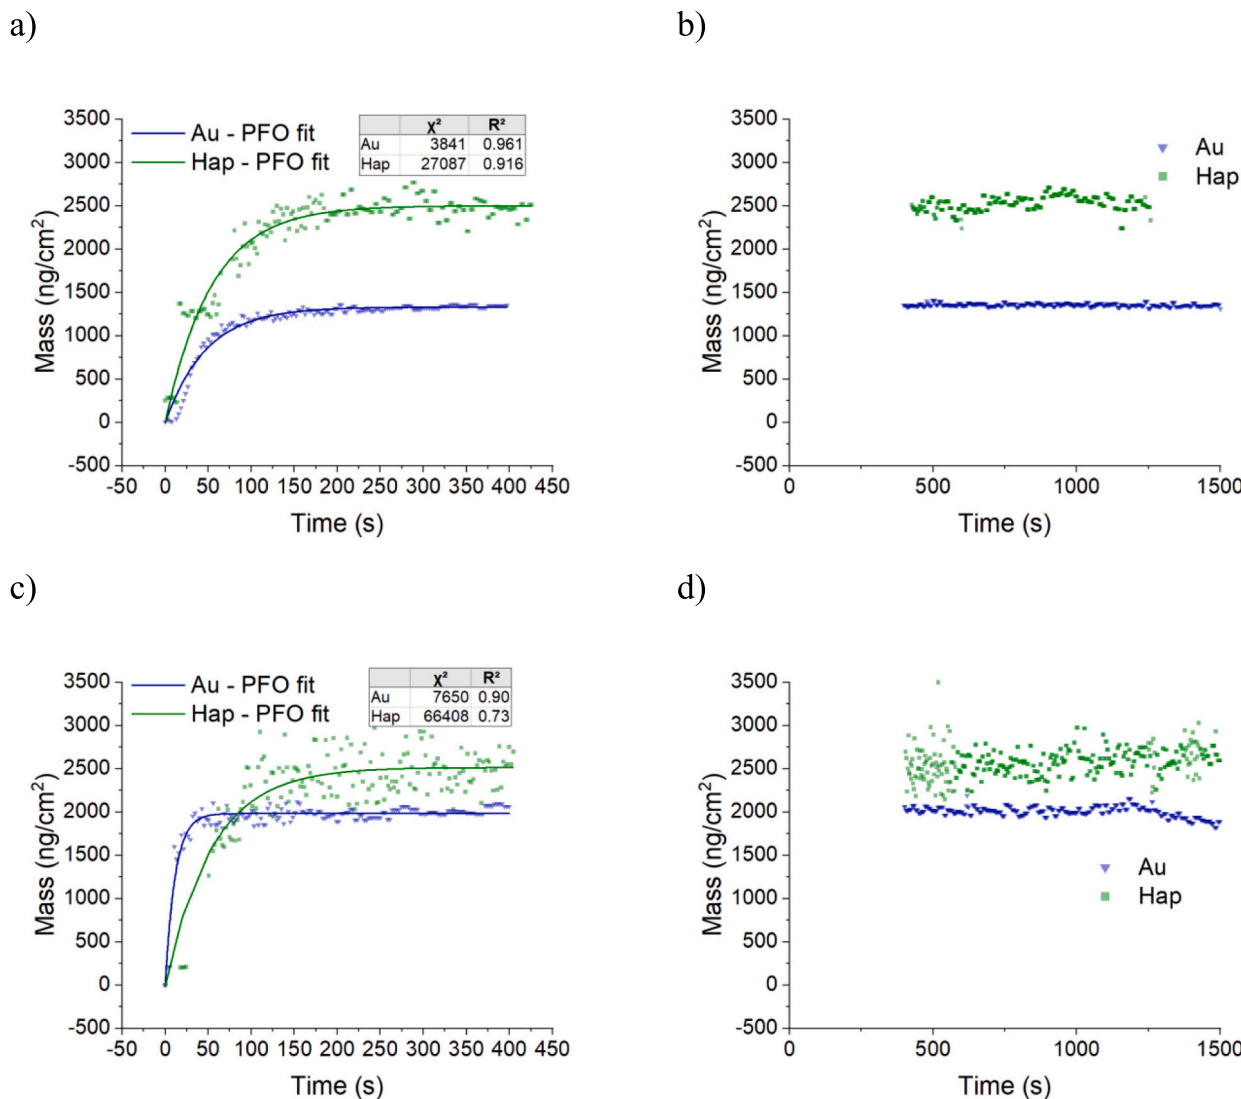 a)
b)
Au - PFO fit
Hap - PFO fit
χ² R²
Au 3841 0.961
Hap 27087 0.916
3500
3000
2500
2000
1500
1000
500
0
-500
Mass (ng/cm²)
-50 0 50 100 150 200 250 300 350 400 450
Time (s)
Au
Hap
3500
3000
2500
2000
1500
1000
500
0
-500
Mass (ng/cm²)
0 500 1000 1500
Time (s)
c)
d)
Au - PFO fit
Hap - PFO fit
χ² R²
Au 7650 0.90
Hap 66408 0.73
3500
3000
2500
2000
1500
1000
500
0
-500
Mass (ng/cm²)
-50 0 50 100 150 200 250 300 350 400 450
Time (s)
3500
3000
2500
2000
1500
1000
500
0
-500
Mass (ng/cm²)
Au
Hap
0 500 1000 1500
Time (s)